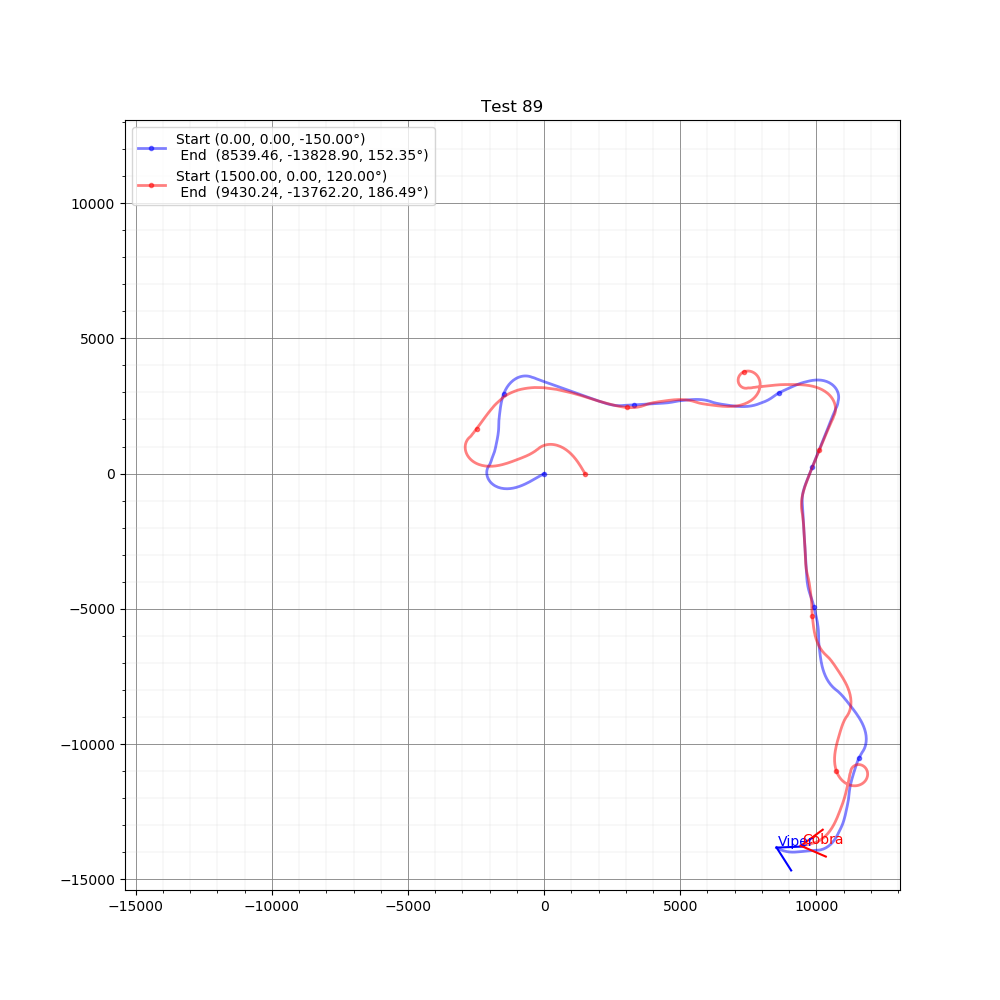 Test 89
Start (0.00, 0.00, -150.00°)
End (8539.46, -13828.90, 152.35°)
Start (1500.00, 0.00, 120.00°)
End (9430.24, -13762.20, 186.49°)
10000
5000
0
−5000
−10000
−15000
Viper
Cobra
−15000 −10000 −5000 0 5000 10000